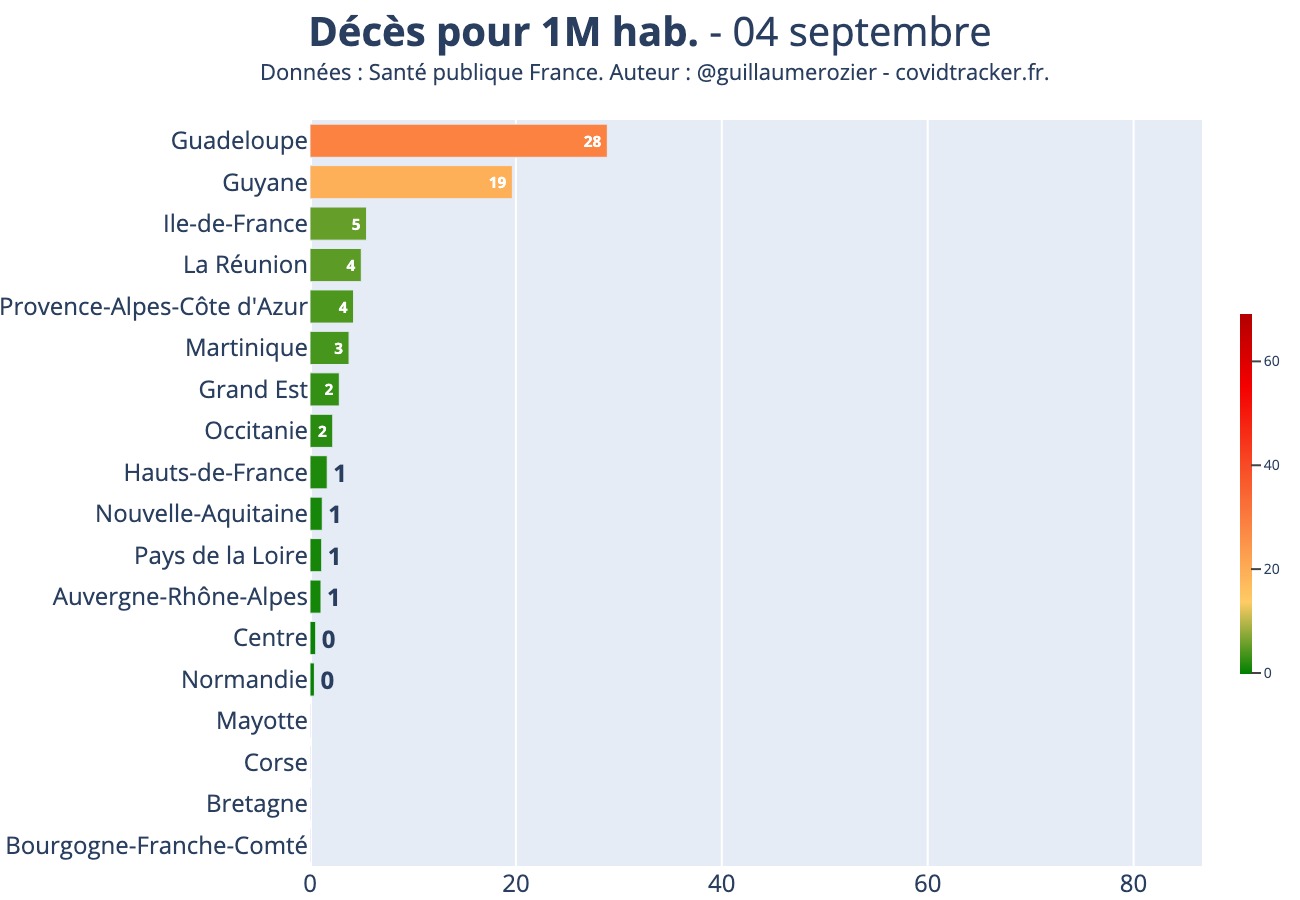 Décès pour 1M hab. - 04 septembre
Données : Santé publique France. Auteur : @guillaumerozier - covidtracker.fr.
Guadeloupe 28
Guyane 19
Ile-de-France 5
La Réunion 4
Provence-Alpes-Côte d'Azur 4
Martinique 3
Grand Est 2
Occitanie 2
Hauts-de-France 1
Nouvelle-Aquitaine 1
Pays de la Loire 1
Auvergne-Rhône-Alpes 1
Centre 0
Normandie 0
Mayotte
Corse
Bretagne
Bourgogne-Franche-Comté
0 20 40 60 80
60
40
20
0